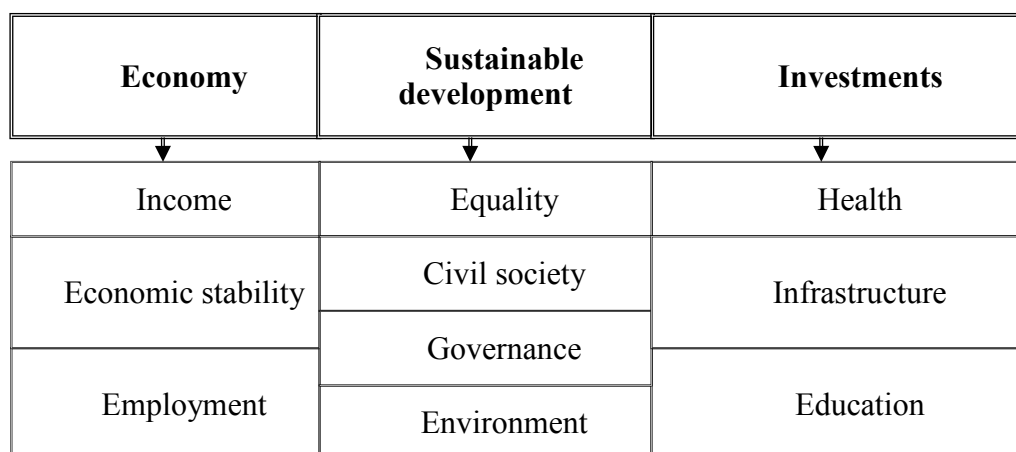 Economy
Sustainable
development
Investments
Income
Equality
Health
Economic stability
Civil society
Infrastructure
Governance
Employment
Environment
Education